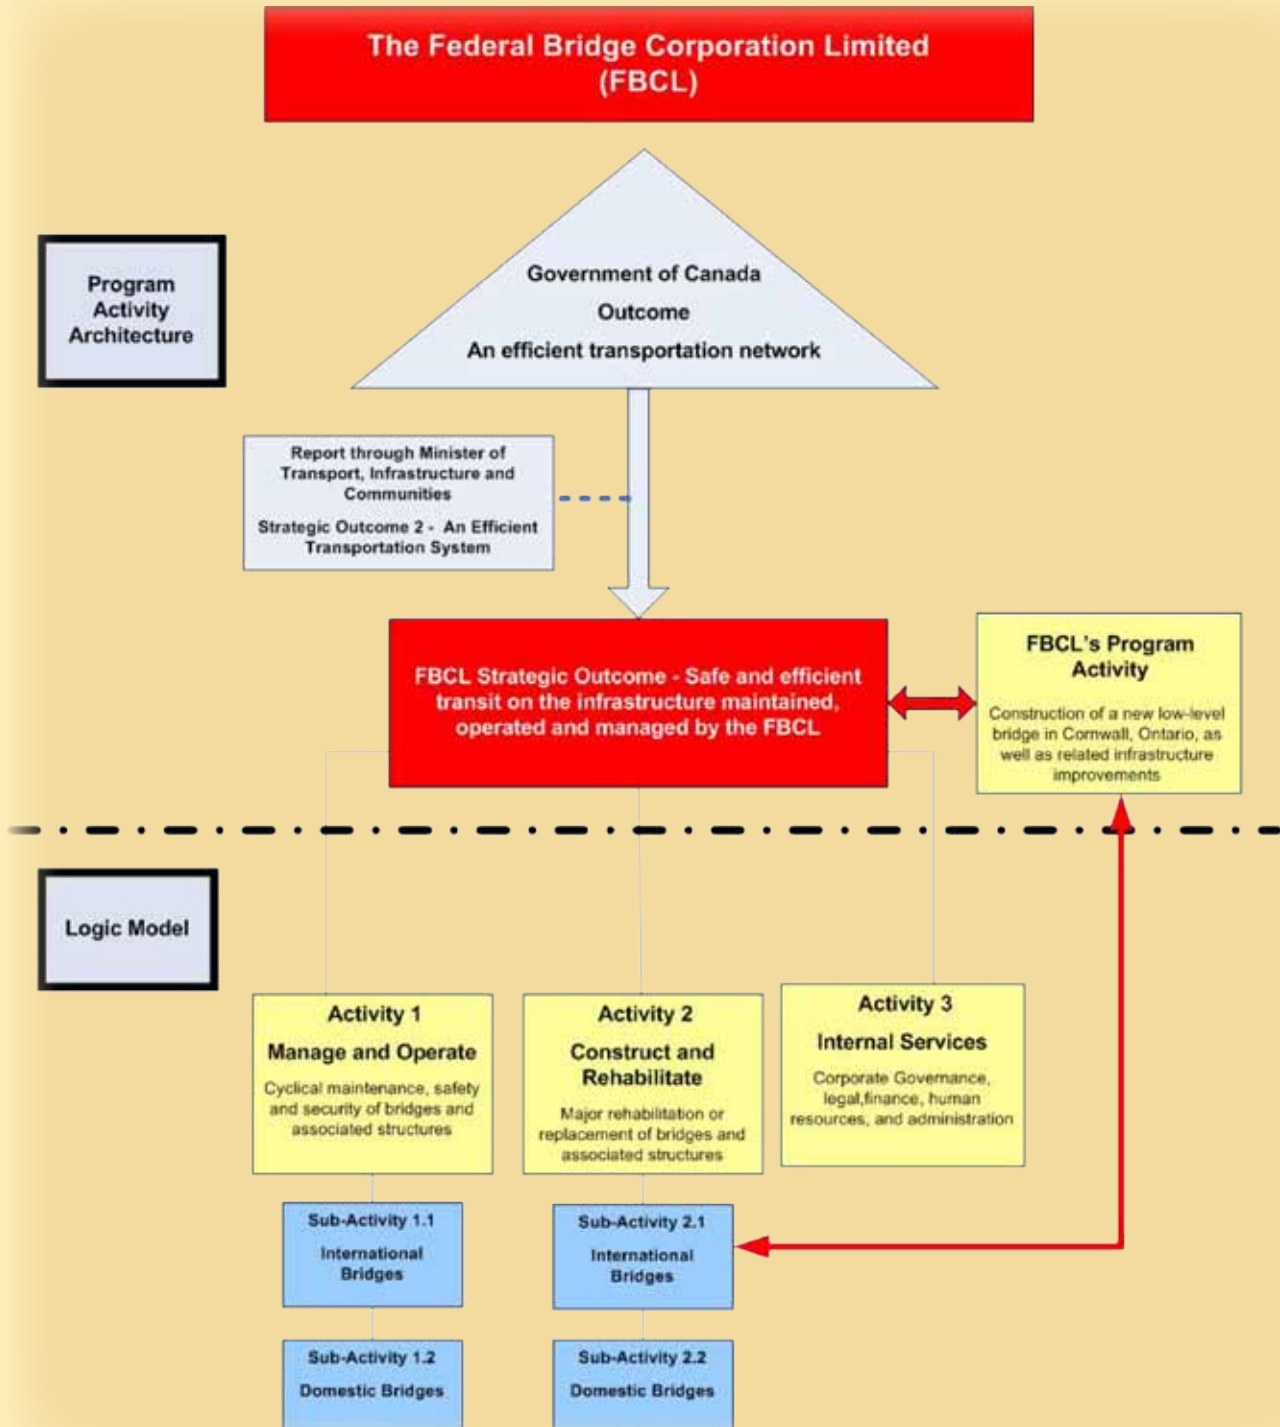 The Federal Bridge Corporation Limited
(FBCL)
Government of Canada
Outcome
An efficient transportation network
Program
Activity
Architecture
Report through Minister of
Transport, Infrastructure and
Communities
Strategic Outcome 2 - An Efficient
Transportation System
FBCL Strategic Outcome - Safe and efficient
transit on the infrastructure maintained,
operated and managed by the FBCL
FBCL's Program
Activity
Construction of a new low-level
bridge in Cornwall, Ontario, as
well as related infrastructure
improvements
Logic Model
Activity 1
Manage and Operate
Cyclical maintenance, safety
and security of bridges and
associated structures
Activity 2
Construct and
Rehabilitate
Major rehabilitation or
replacement of bridges and
associated structures
Activity 3
Internal Services
Corporate Governance,
legal,finance, human
resources, and administration
Sub-Activity 1.1
International
Bridges
Sub-Activity 2.1
International
Bridges
Sub-Activity 1.2
Domestic Bridges
Sub-Activity 2.2
Domestic Bridges